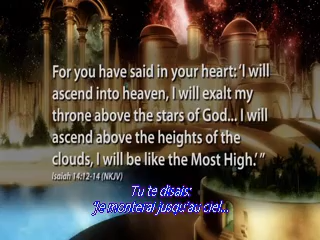 For you have said in your heart: ‘I will
ascend into heaven, I will exalt my
throne above the stars of God... I will
ascend above the heights of the
clouds, I will be like the Most High.’ ”
Isaiah 14:12-14 (NKJV)
Tu te disais:
'Je monterai jusqu'au ciel...